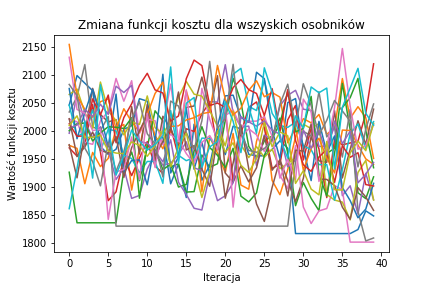 Zmiana funkcji kosztu dla wszyskich osobników
2150
2100
2050
2000
1950
1900
1850
1800
Wartość funkcji kosztu
0 5 10 15 20 25 30 35 40
Iteracja